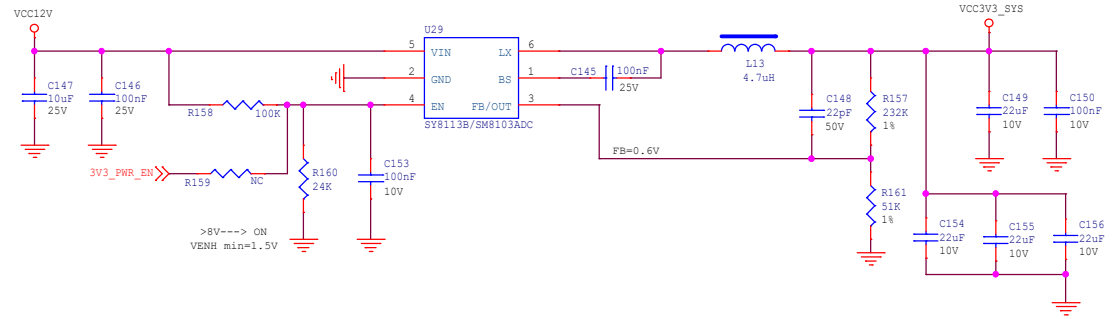 VCC12V
VCC3V3_SYS
U29
5
VIN
LX
6
2
GND
BS
1
4
EN
FB/OUT
3
SY8113B/SM8103ADC
C147
10uF
25V
C146
100nF
25V
R158
100K
3V3_PWR_EN
R159
NC
R160
24K
C153
100nF
10V
>8V---> ON
VENH min=1.5V
C145
100nF
25V
L13
4.7uH
C148
22pF
50V
R157
232K
1%
FB=0.6V
R161
51K
1%
C149
22uF
10V
C150
100nF
10V
C154
22uF
10V
C155
22uF
10V
C156
22uF
10V